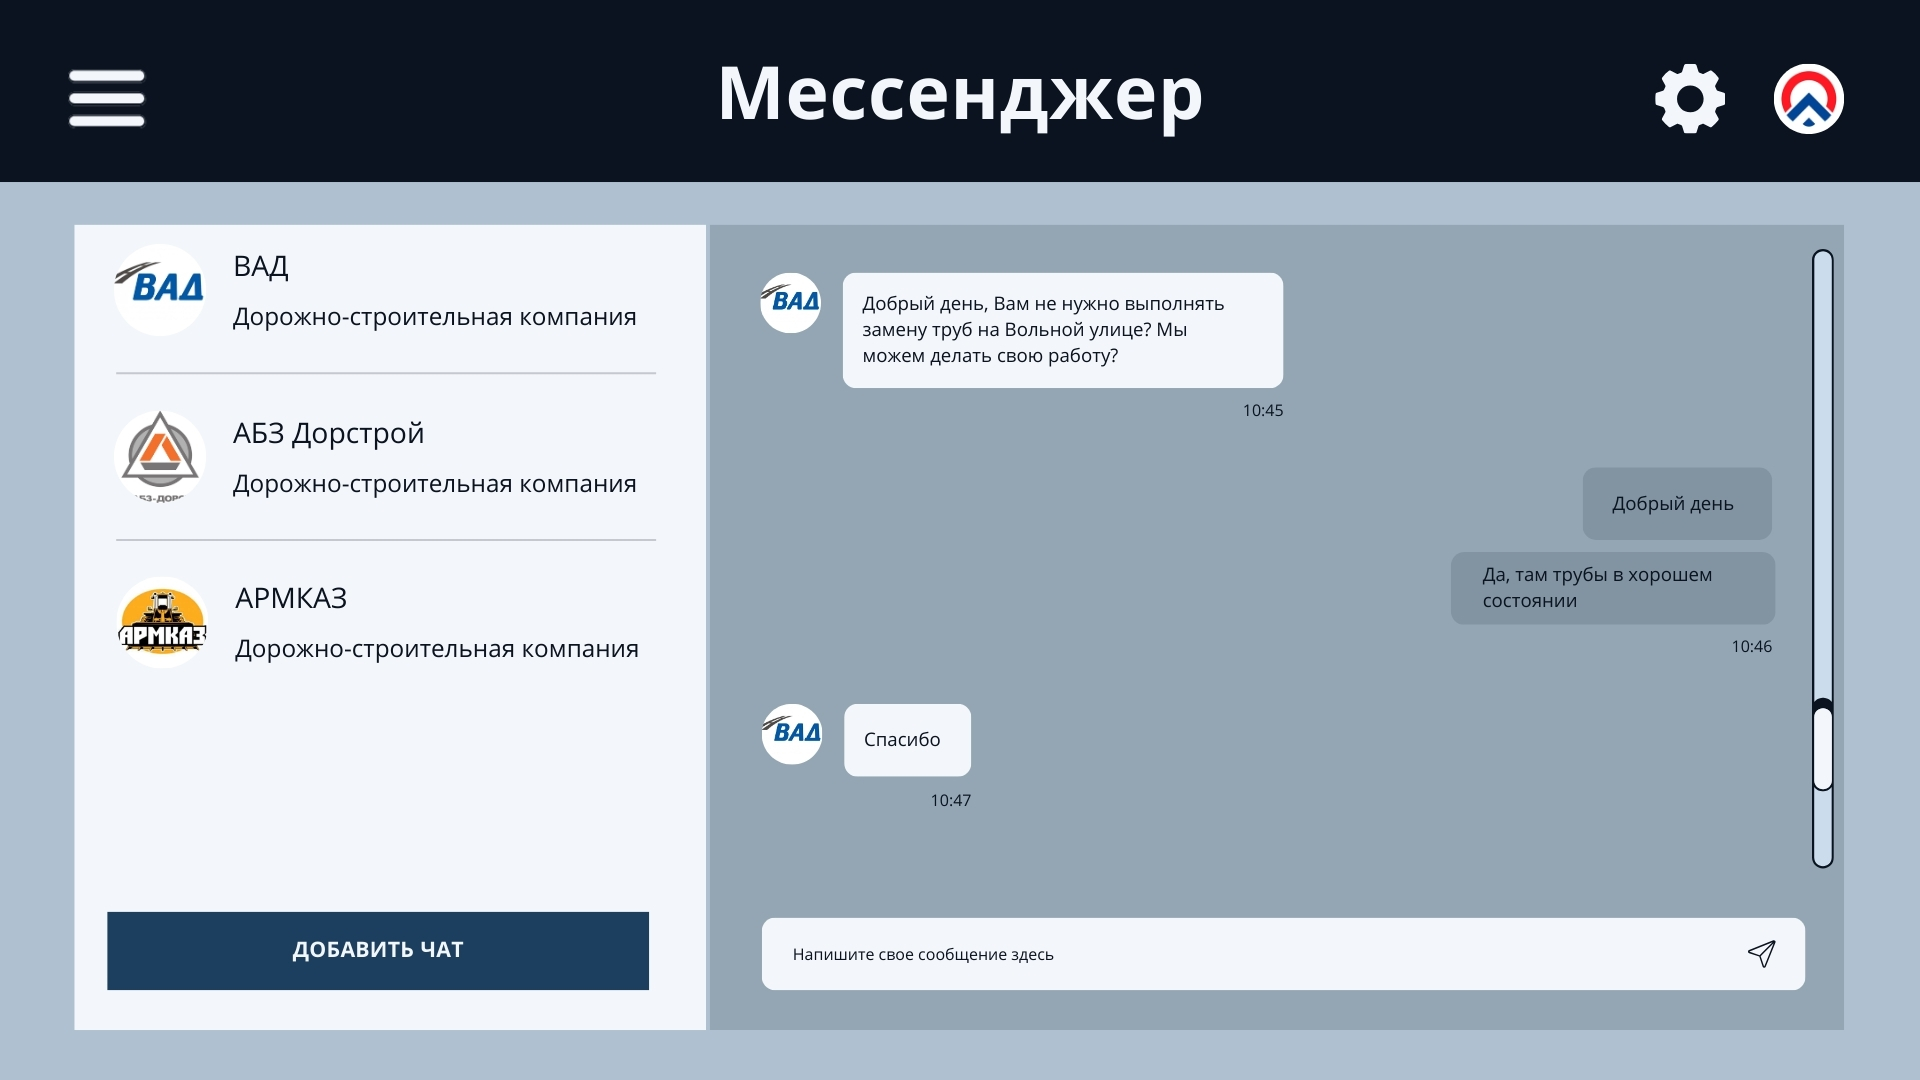 Мессенджер
ВАД
ВАД
Дорожно-строительная компания
АБЗ Дорстрой
Дорожно-строительная компания
АРМКАЗ
АРМКАЗ
Дорожно-строительная компания
ДОБАВИТЬ ЧАТ
ВАД
Добрый день, Вам не нужно выполнять
замену труб на Вольной улице? Мы
можем делать свою работу?
10:45
Добрый день
Да, там трубы в хорошем
состоянии
10:46
ВАД
Спасибо
10:47
Напишите свое сообщение здесь